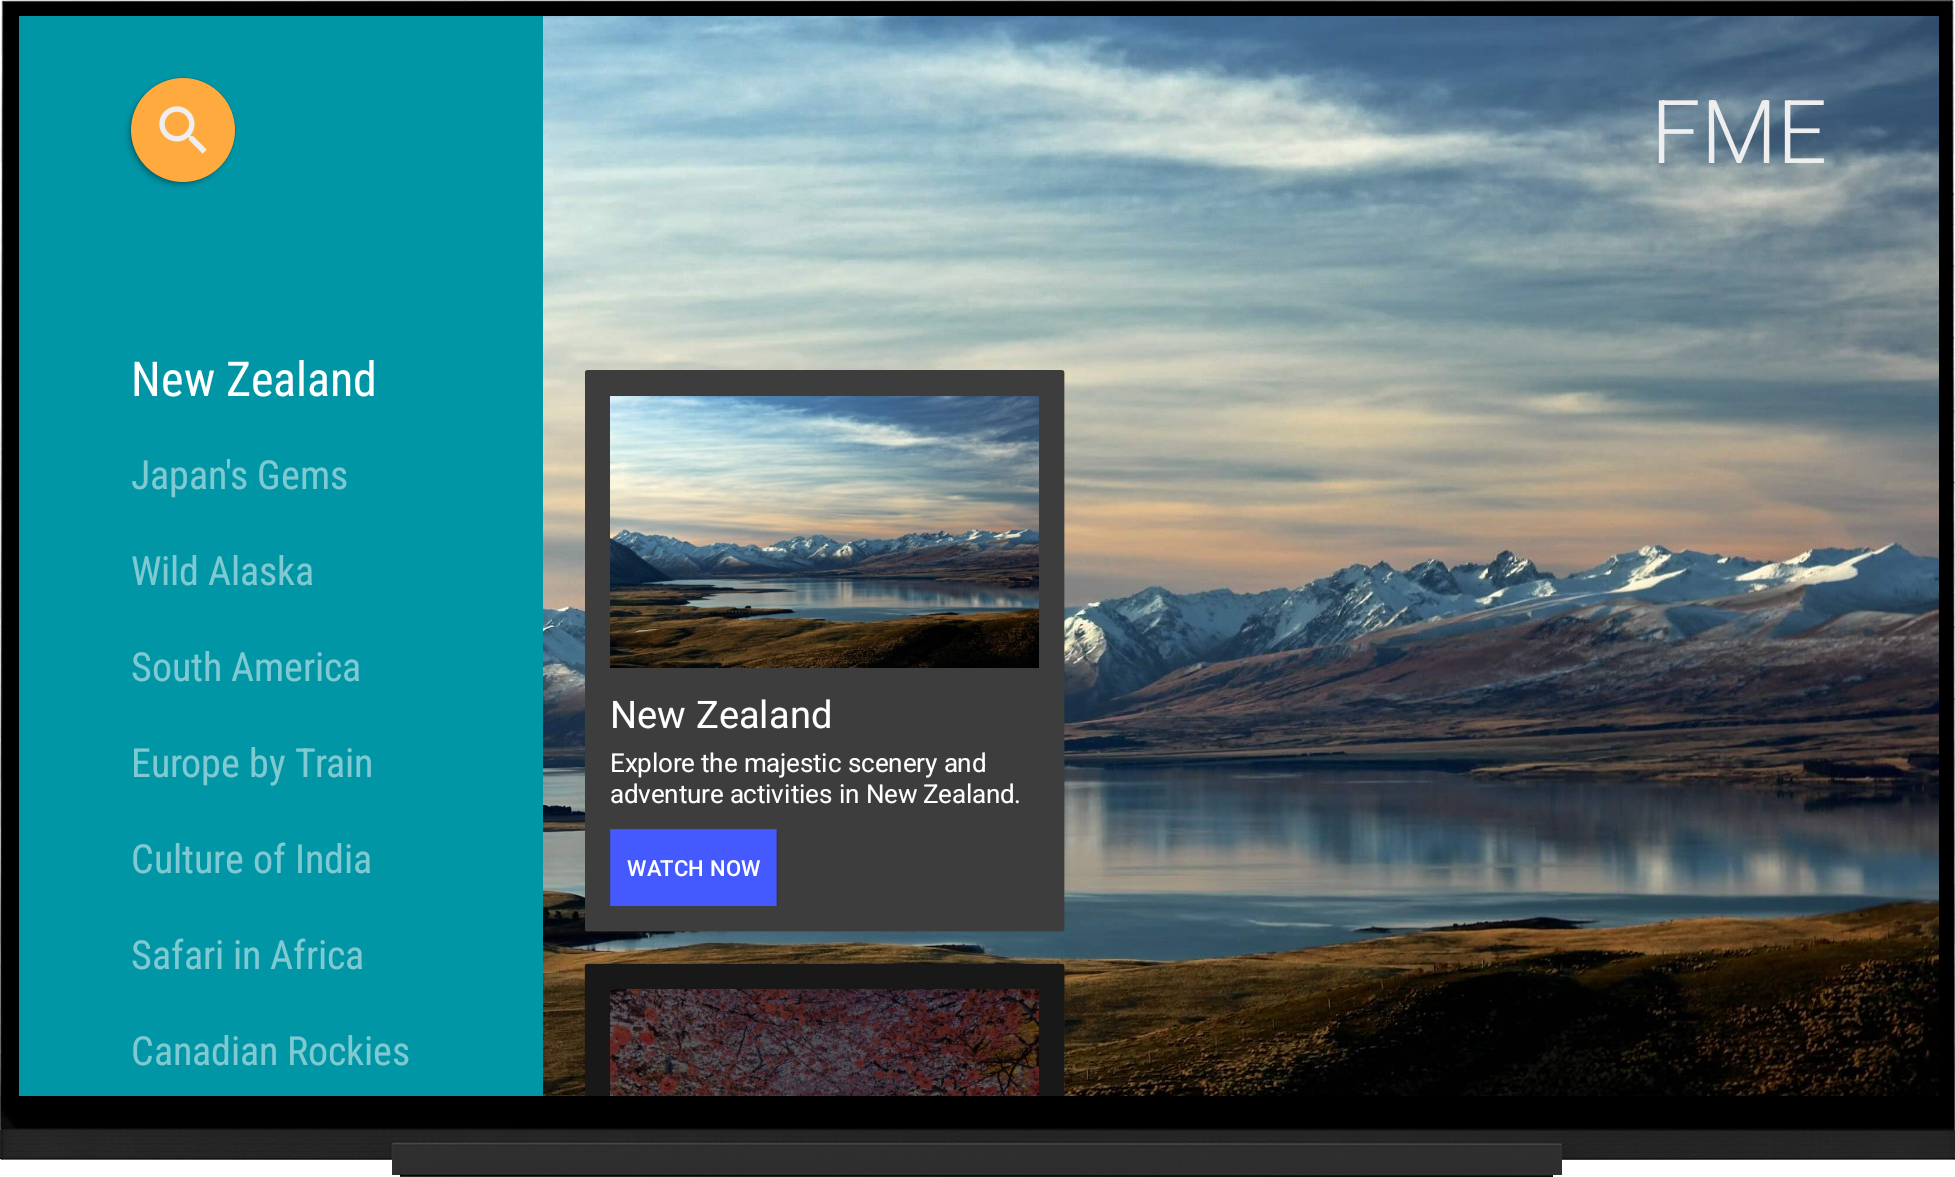 FME
New Zealand
Japan's Gems
Wild Alaska
South America
Europe by Train
Culture of India
Safari in Africa
Canadian Rockies
New Zealand
Explore the majestic scenery and
adventure activities in New Zealand.
WATCH NOW